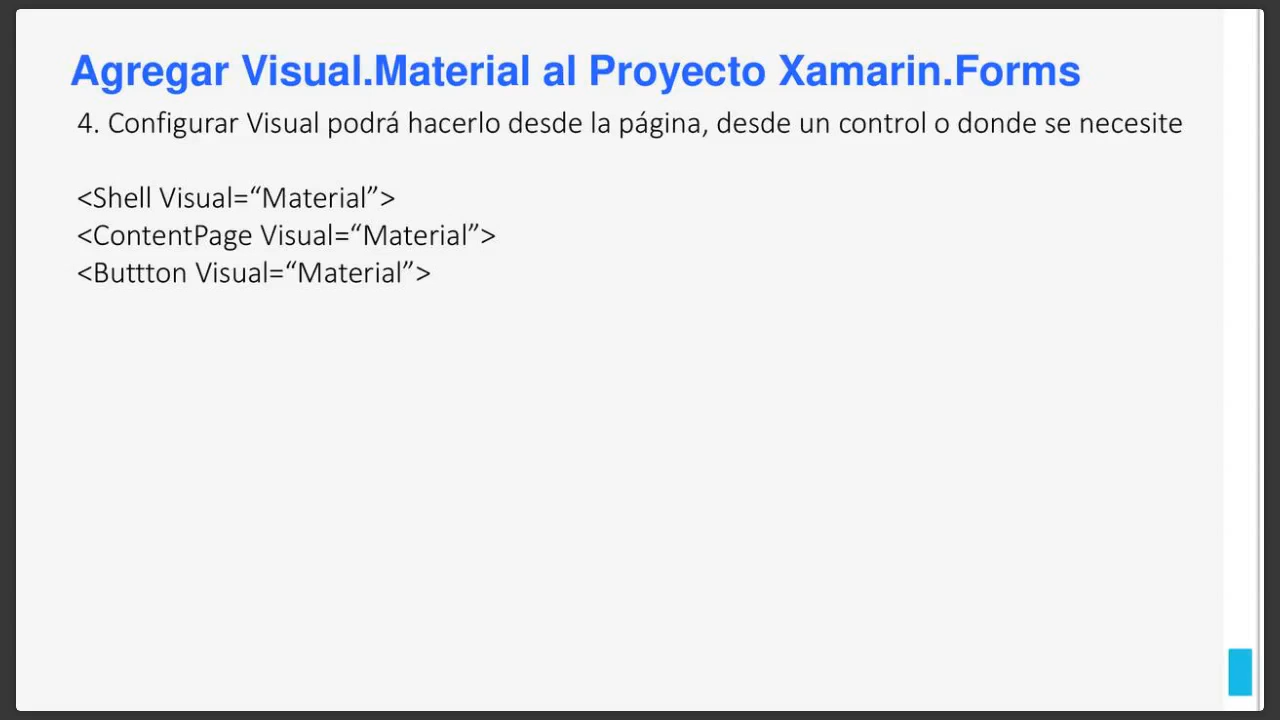 Agregar Visual.Material al Proyecto Xamarin.Forms
4. Configurar Visual podrá hacerlo desde la página, desde un control o donde se necesite
<Shell Visual=“Material”>
<ContentPage Visual=“Material”>
<Buttton Visual=“Material”>